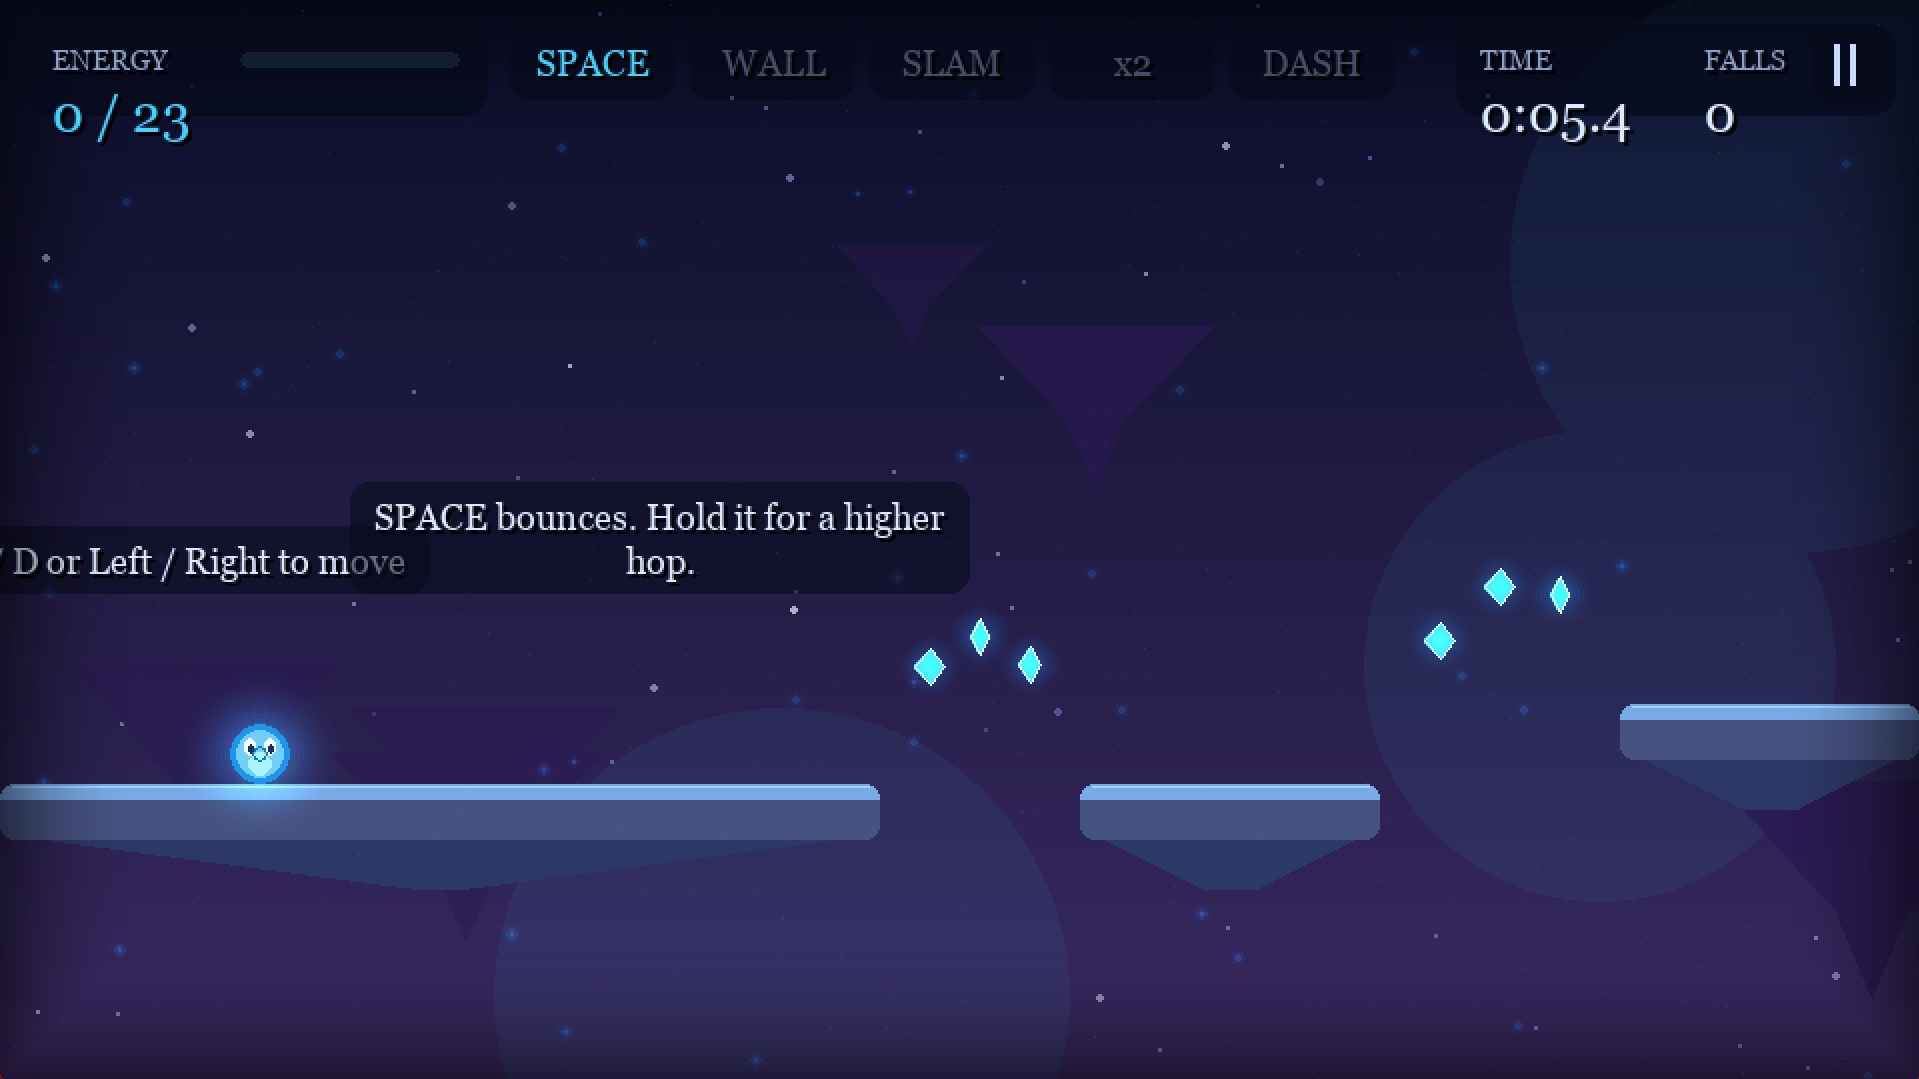 ENERGY
0 / 23
SPACE
WALL
SLAM
x2
DASH
TIME
0:05.4
FALLS
0
SPACE bounces. Hold it for a higher
hop.
/ D or Left / Right to move